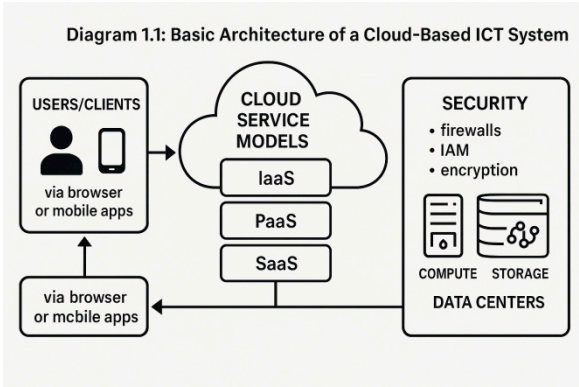 Diagram 1.1: Basic Architecture of a Cloud-Based ICT System
USERS/CLIENTS
via browser
or mobile apps
CLOUD
SERVICE
MODELS
IaaS
PaaS
SaaS
SECURITY
• firewalls
• IAM
• encryption
COMPUTE STORAGE
DATA CENTERS
via browser
or mcbile apps